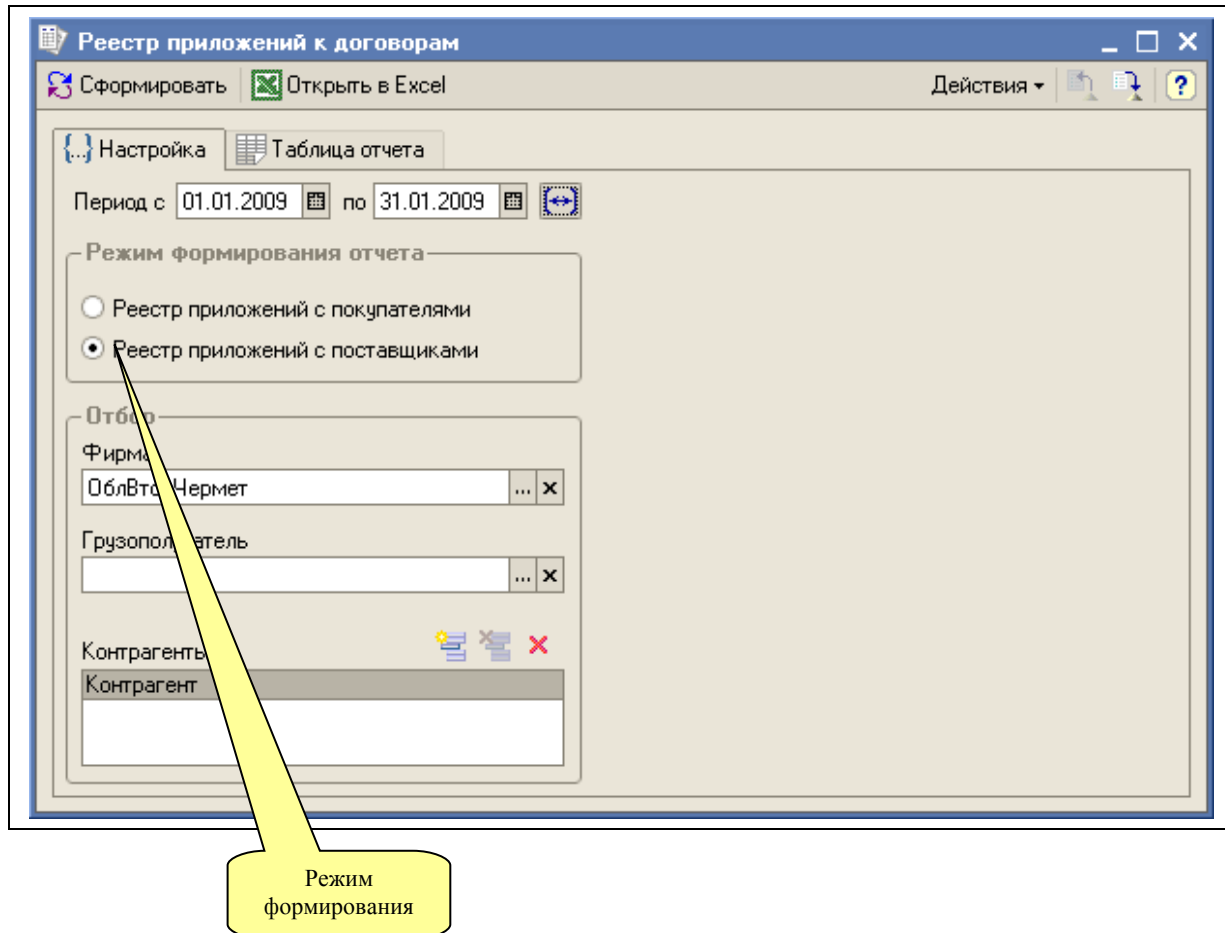 Реестр приложений к договорам
Сформировать Открыть в Excel Действия
{...} Настройка Таблица отчета
Период с 01.01.2009 по 31.01.2009
Режим формирования отчета
Реестр приложений с покупателями
Реестр приложений с поставщиками
Отбор
Фирма
... x
Грузополучатель
... x
Контрагенты
Контрагент
Режим
формирования